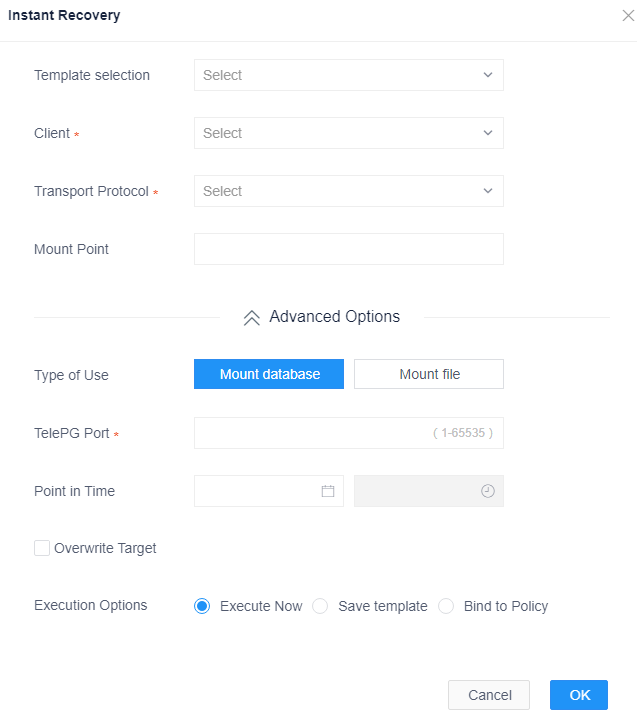 Instant Recovery
Template selection Select
Client * Select
Transport Protocol * Select
Mount Point
Advanced Options
Type of Use Mount database Mount file
TelePG Port * ( 1-65535 )
Point in Time
Overwrite Target
Execution Options Execute Now Save template Bind to Policy
Cancel OK